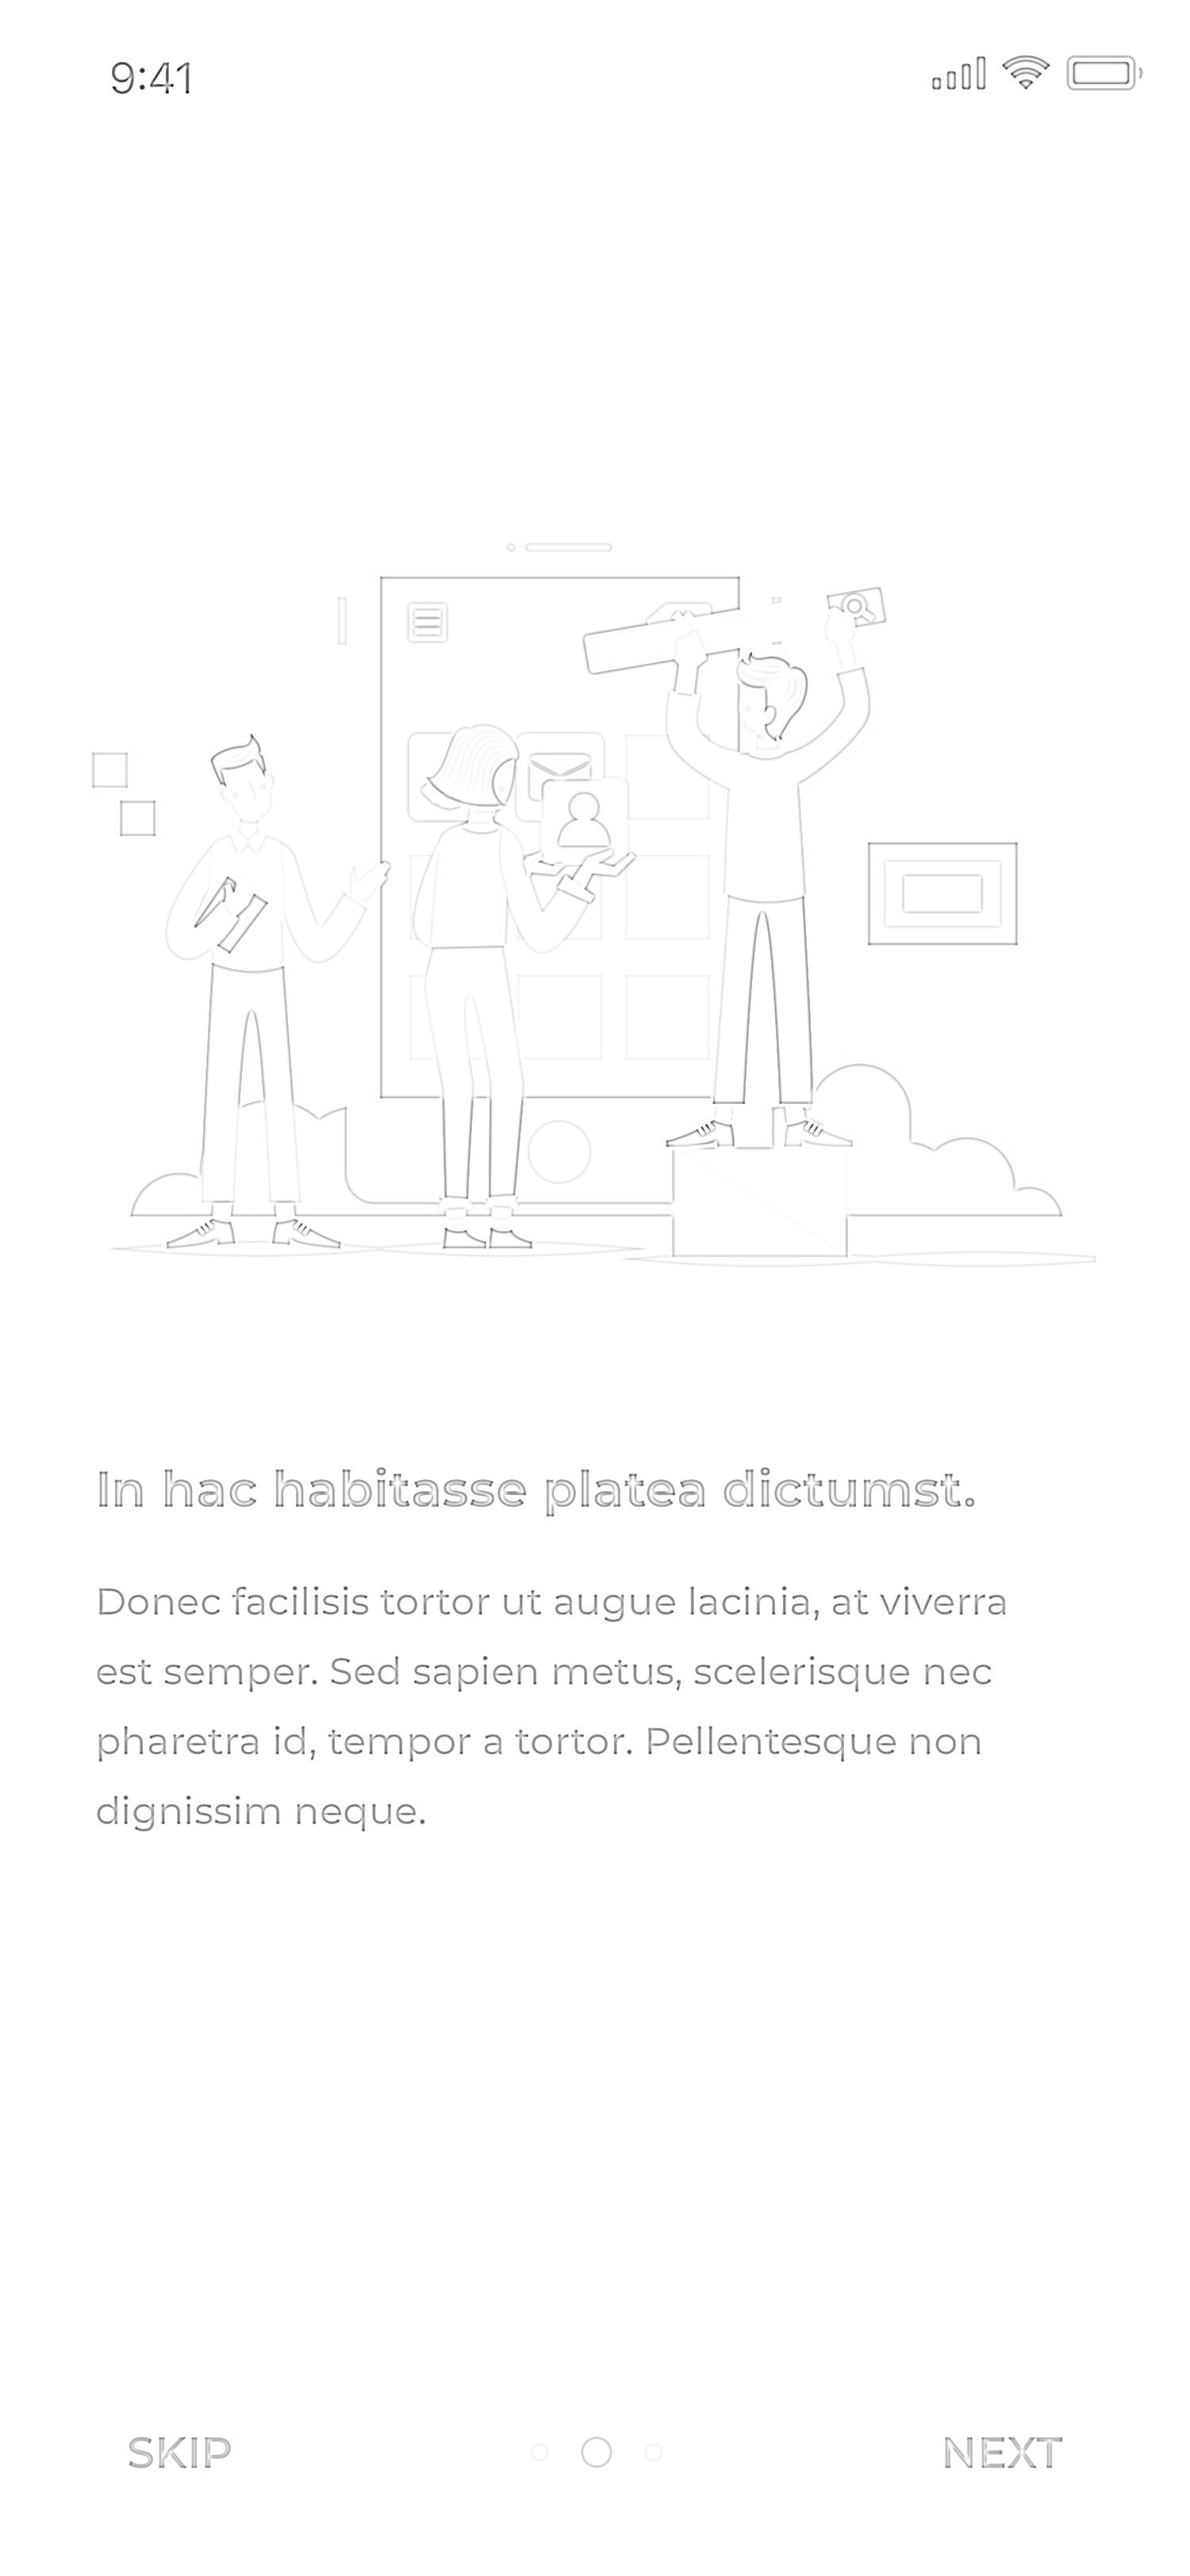 9:41
In hac habitasse platea dictumst.
Donec facilisis tortor ut augue lacinia, at viverra
est semper. Sed sapien metus, scelerisque nec
pharetra id, tempor a tortor. Pellentesque non
dignissim neque.
SKIP
NEXT